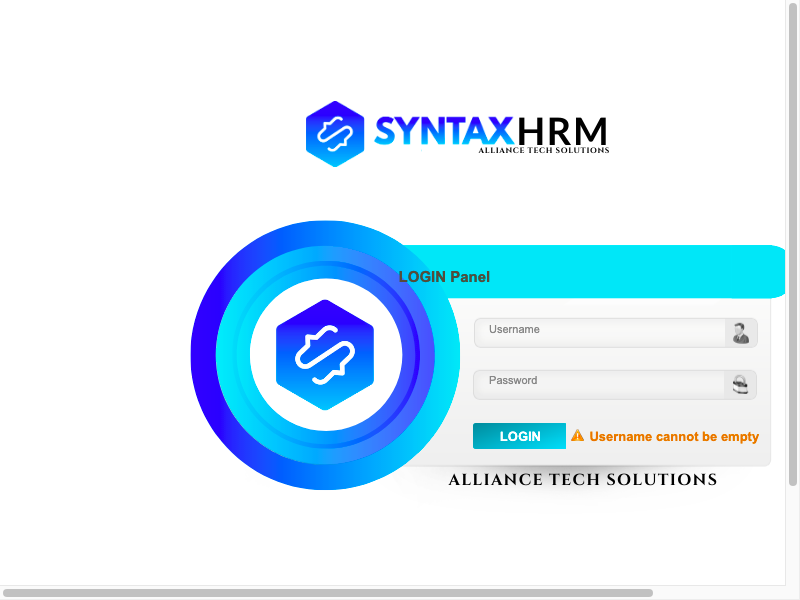 SYNTAXHRM
ALLIANCE TECH SOLUTIONS
LOGIN Panel
Username
Password
LOGIN
Username cannot be empty
ALLIANCE TECH SOLUTIONS